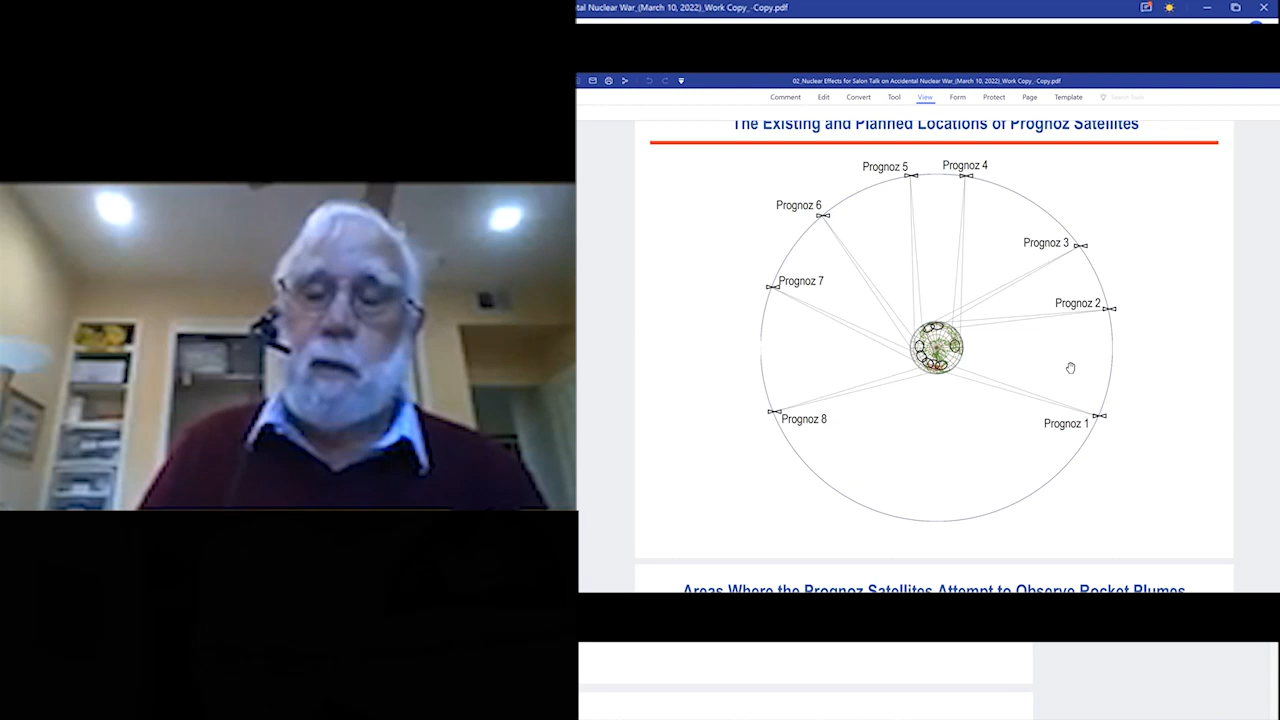 tal Nuclear War_(March 10, 2022)_Work Copy_-Copy.pdf
02_Nuclear Effects for Salon Talk on Accidental Nuclear War_(March 10, 2022)_Work Copy_-Copy.pdf
Comment Edit Convert Tool View Form Protect Page Template Search Tools
The Existing and Planned Locations of Prognoz Satellites
Prognoz 5
Prognoz 4
Prognoz 6
Prognoz 3
Prognoz 7
Prognoz 2
Prognoz 8
Prognoz 1
Areas Where the Prognoz Satellites Attempt to Observe Rocket Plumes